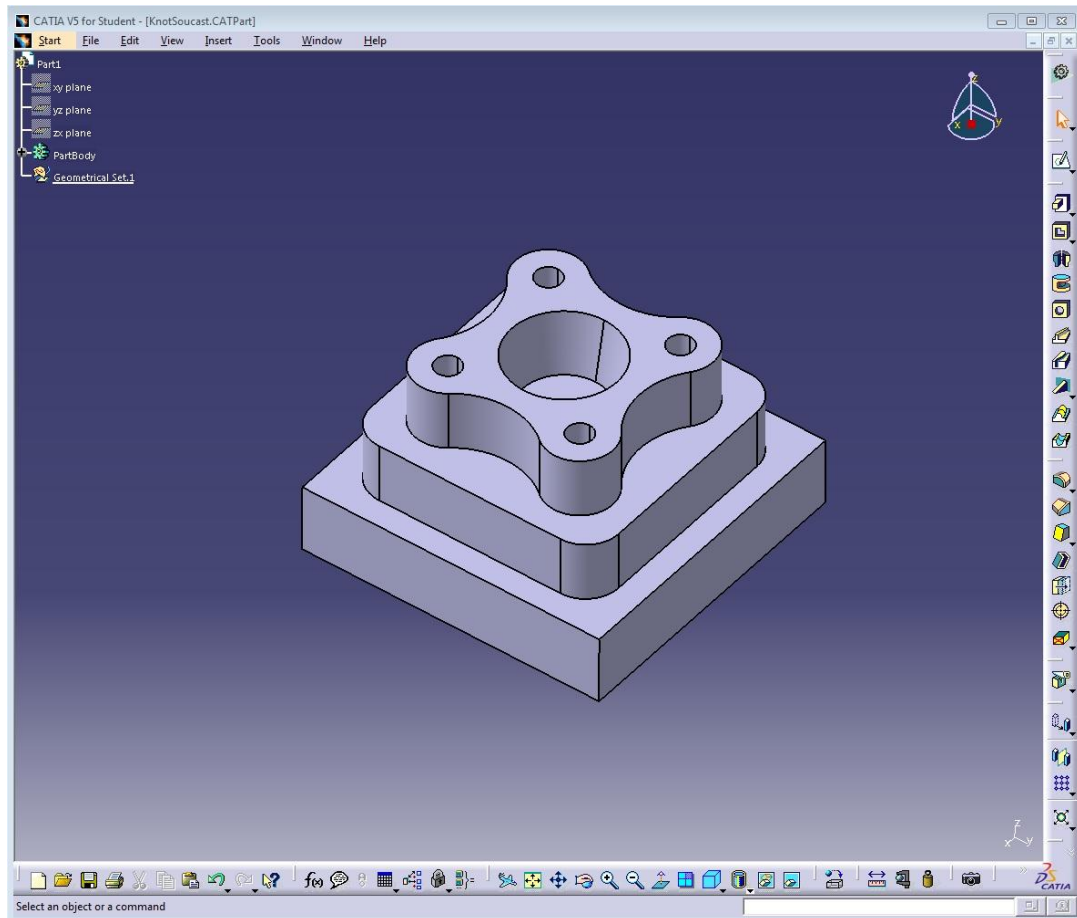 CATIA V5 for Student - [KnotSoucast.CATPart]
Start File Edit View Insert Tools Window Help
Part1
xy plane
yz plane
zx plane
PartBody
Geometrical Set.1
z
x y
z
x y
f(x)
CATIA
Select an object or a command